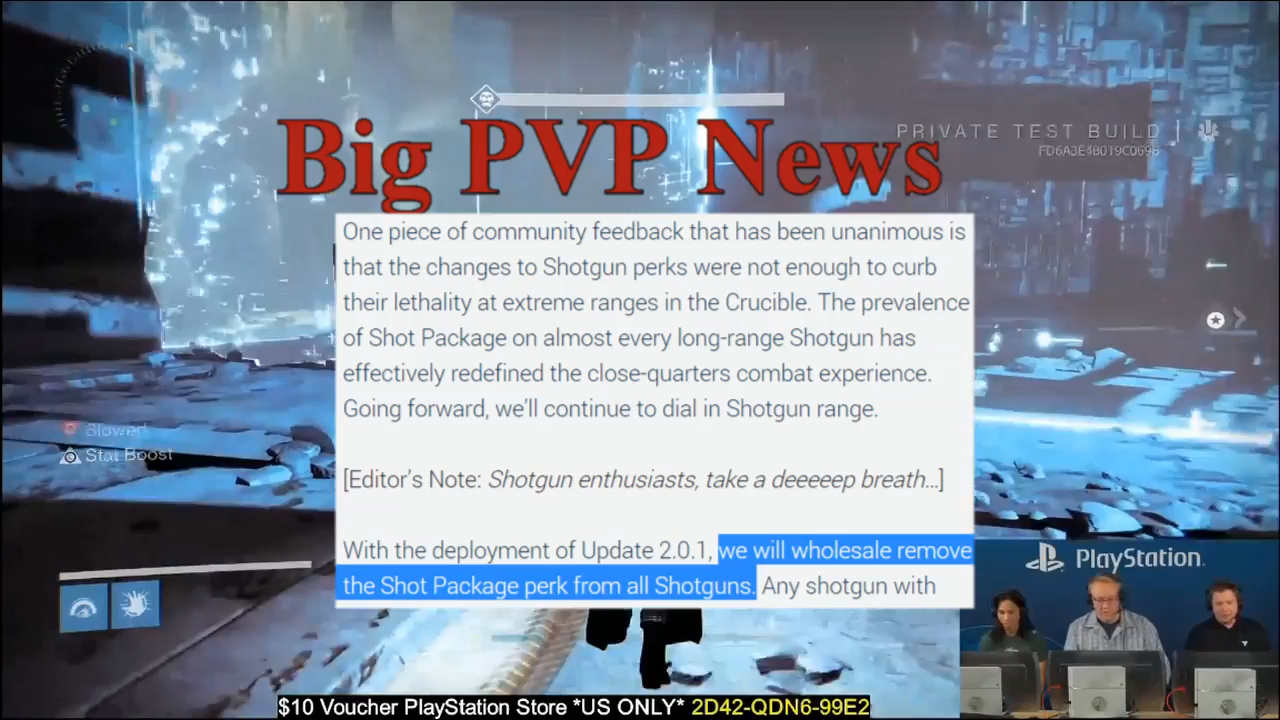 Big PVP News
PRIVATE TEST BUILD
FD6A3E48019C069B
One piece of community feedback that has been unanimous is
that the changes to Shotgun perks were not enough to curb
their lethality at extreme ranges in the Crucible. The prevalence
of Shot Package on almost every long-range Shotgun has
effectively redefined the close-quarters combat experience.
Going forward, we'll continue to dial in Shotgun range.
[Editor's Note: Shotgun enthusiasts, take a deeeeep breath…]
With the deployment of Update 2.0.1, we will wholesale remove
the Shot Package perk from all Shotguns. Any shotgun with
Blower
Stat Boost
PlayStation
$10 Voucher PlayStation Store *US ONLY* 2D42-QDN6-99E2